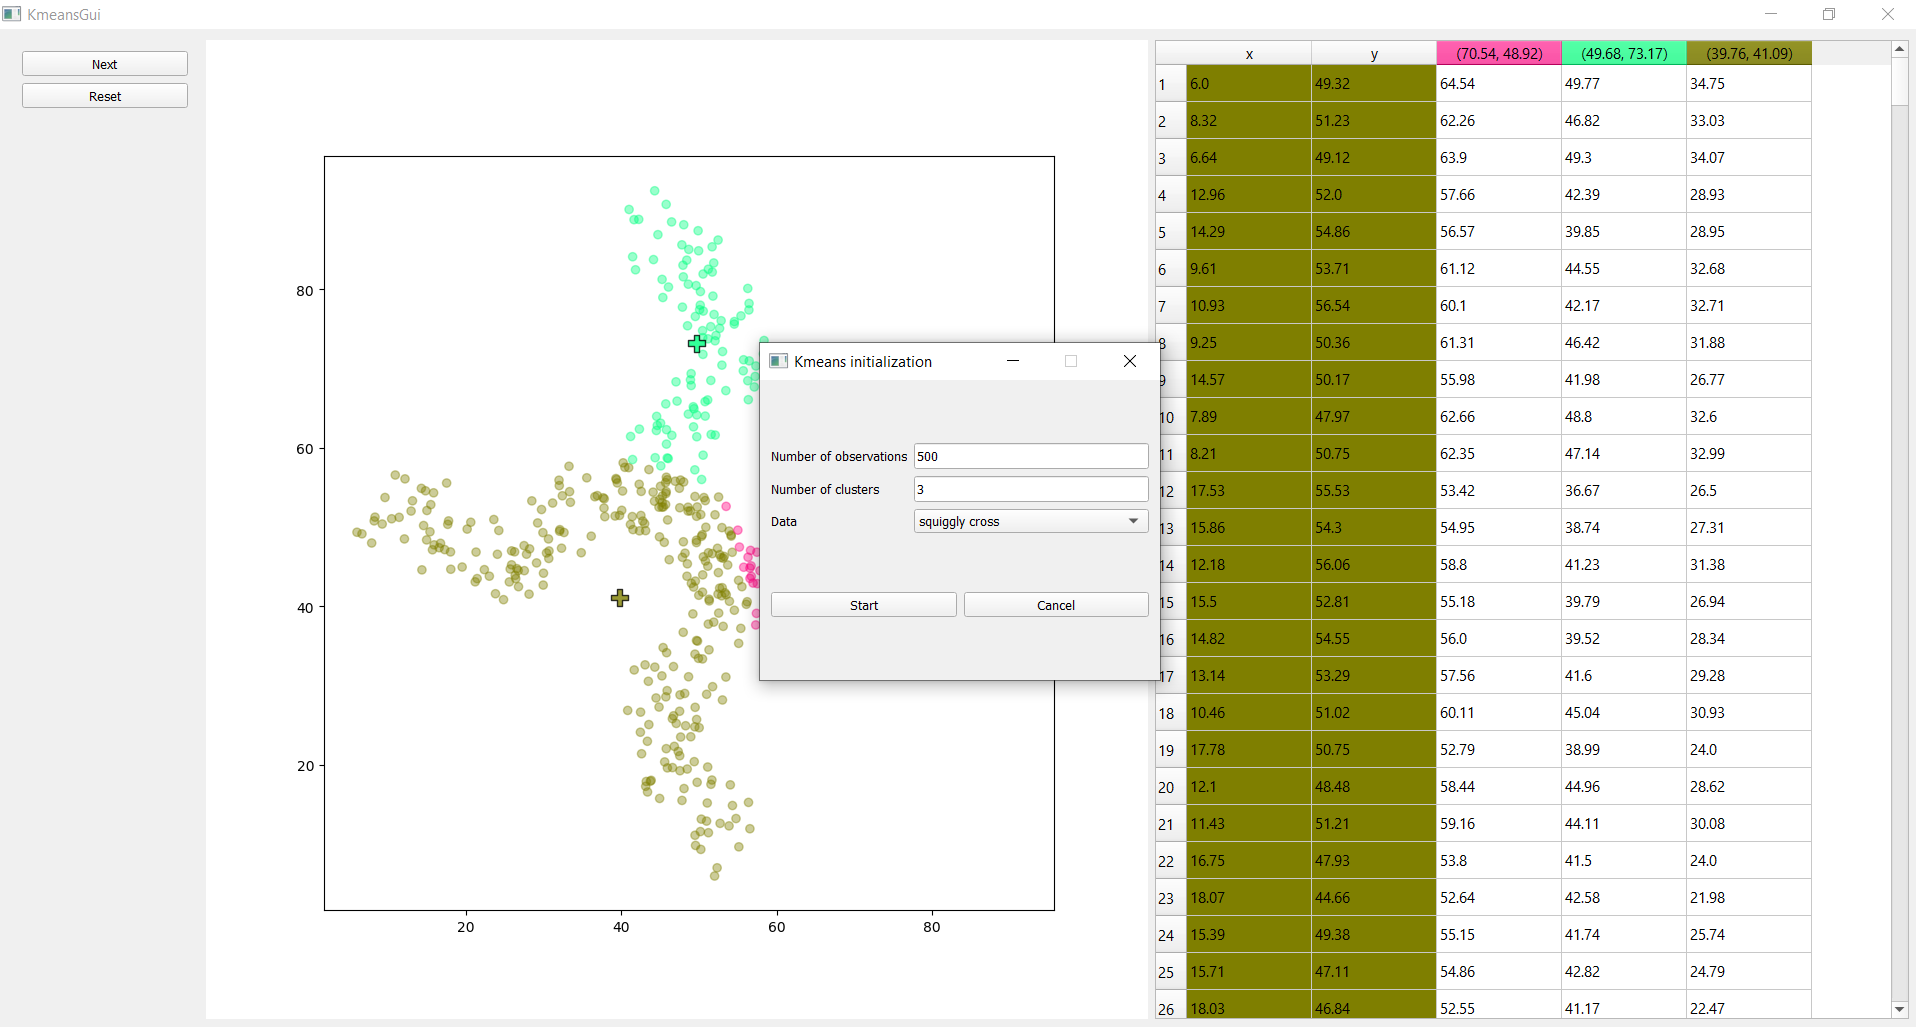 KmeansGui
Next
Reset
80
60
40
20
20 40 60 80
Kmeans initialization
Number of observations 500
Number of clusters 3
Data squiggly cross
Start Cancel
x y (70.54, 48.92) (49.68, 73.17) (39.76, 41.09)
1 6.0 49.32 64.54 49.77 34.75
2 8.32 51.23 62.26 46.82 33.03
3 6.64 49.12 63.9 49.3 34.07
4 12.96 52.0 57.66 42.39 28.93
5 14.29 54.86 56.57 39.85 28.95
6 9.61 53.71 61.12 44.55 32.68
7 10.93 56.54 60.1 42.17 32.71
8 9.25 50.36 61.31 46.42 31.88
9 14.57 50.17 55.98 41.98 26.77
10 7.89 47.97 62.66 48.8 32.6
11 8.21 50.75 62.35 47.14 32.99
12 17.53 55.53 53.42 36.67 26.5
13 15.86 54.3 54.95 38.74 27.31
14 12.18 56.06 58.8 41.23 31.38
15 15.5 52.81 55.18 39.79 26.94
16 14.82 54.55 56.0 39.52 28.34
17 13.14 53.29 57.56 41.6 29.28
18 10.46 51.02 60.11 45.04 30.93
19 17.78 50.75 52.79 38.99 24.0
20 12.1 48.48 58.44 44.96 28.62
21 11.43 51.21 59.16 44.11 30.08
22 16.75 47.93 53.8 41.5 24.0
23 18.07 44.66 52.64 42.58 21.98
24 15.39 49.38 55.15 41.74 25.74
25 15.71 47.11 54.86 42.82 24.79
26 18.03 46.84 52.55 41.17 22.47